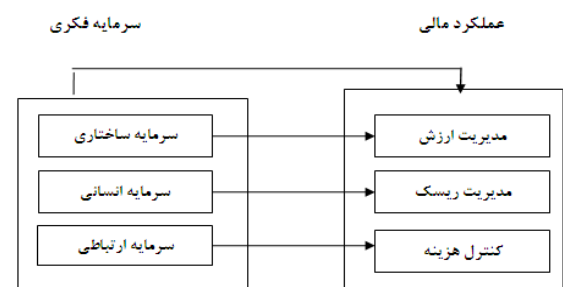 عملکرد مالی
سرمایه فکری
مدیریت ارزش
سرمایه ساختاری
مدیریت ریسک
سرمایه انسانی
کنترل هزینه
سرمایه ارتباطی